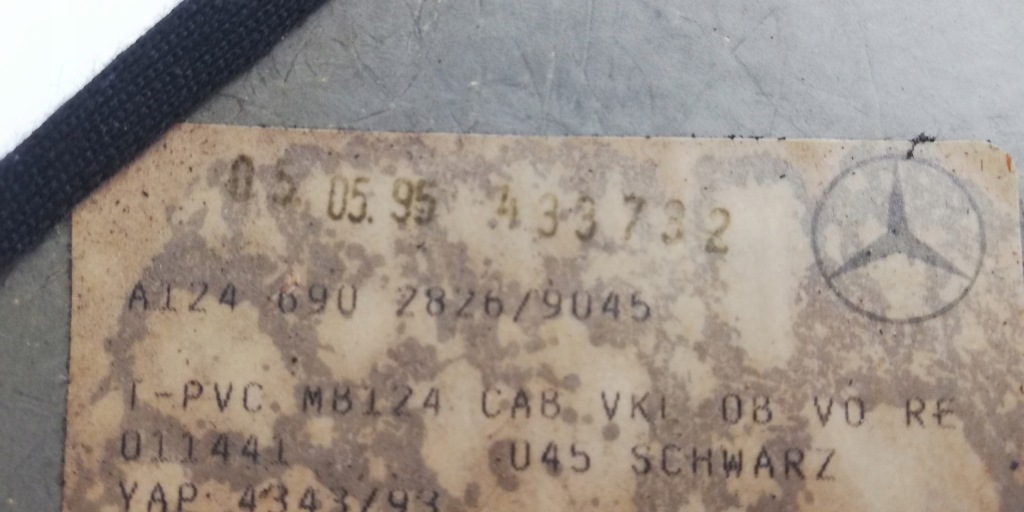 05. 05. 95 433732
A124 690 2826/9045
T-PVC MB124 CAB VKL OB VO RE
011441 U45 SCHWARZ
YAP 4343/93